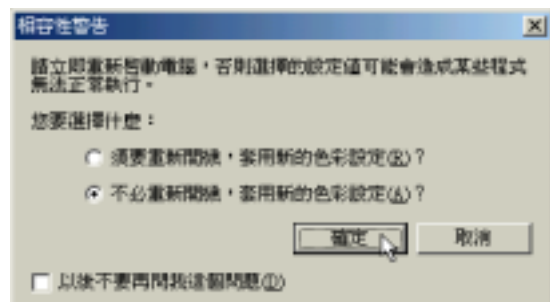 相容性警告
請立即重新啟動電腦，否則選擇的設定值可能會造成某些程式
無法正常執行。
您要選擇什麼：
須要重新開機，套用新的色彩設定(R)？
不必重新開機，套用新的色彩設定(A)？
確定
取消
以後不要再問我這個問題(D)